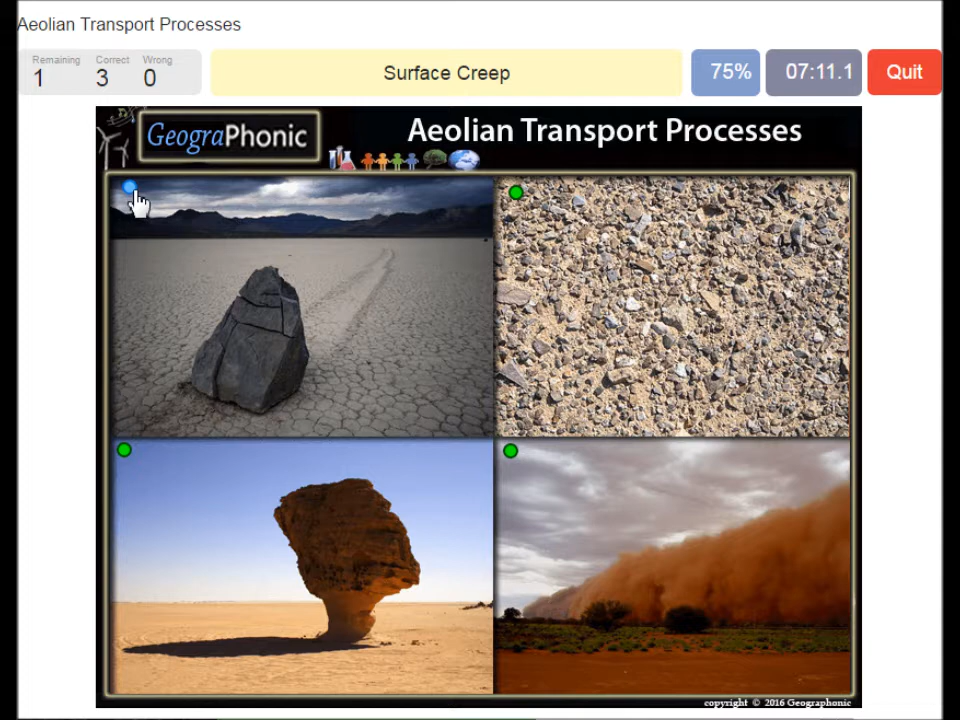 Aeolian Transport Processes
Remaining Correct Wrong
1 3 0
Surface Creep
75%
07:11.1
Quit
GeograPhonic
Aeolian Transport Processes
copyright © 2016 Geographonic